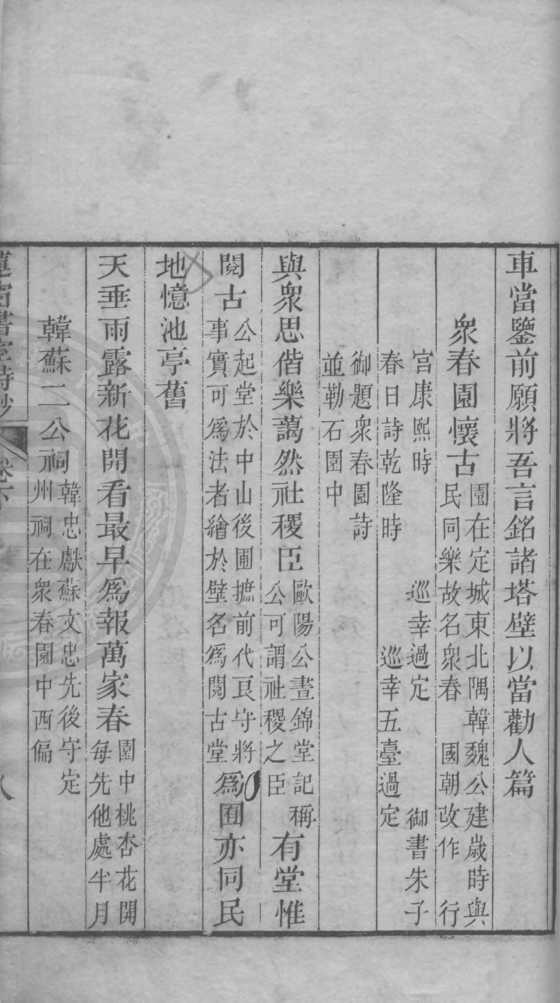 車當鑒前願將吾言銘諸塔壁以當勸人篇
衆春園懷古
園在定城東北隅韓魏公建歲時與
民同樂故名衆春 國朝改作 行
宮康熙時 巡幸過定 御書朱子
春日詩乾隆時 巡幸五臺過定
御題衆春園詩
並勒石園中
與衆思偕樂藹然社稷臣
歐陽公晝錦堂記稱
公可謂社稷之臣
有堂惟
閱古
公起堂於中山後圃摭前代良守將
事實可爲法者繪於壁名爲閱古堂
爲囿亦同民
地憶池亭舊
天垂雨露新花開看最早爲報萬家春
園中桃杏花開
每先他處半月
韓蘇二公祠
韓忠獻蘇文忠先後守定
州祠在衆春園中西偏
書室詩鈔
卷下
八